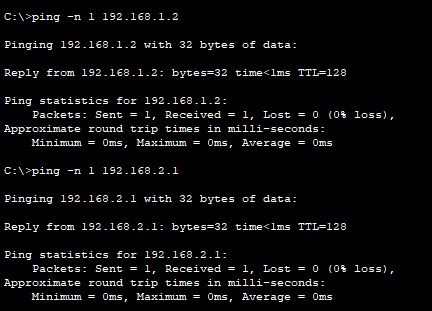 C:\>ping -n 1 192.168.1.2
Pinging 192.168.1.2 with 32 bytes of data:
Reply from 192.168.1.2: bytes=32 time<1ms TTL=128
Ping statistics for 192.168.1.2:
Packets: Sent = 1, Received = 1, Lost = 0 (0% loss),
Approximate round trip times in milli-seconds:
Minimum = 0ms, Maximum = 0ms, Average = 0ms
C:\>ping -n 1 192.168.2.1
Pinging 192.168.2.1 with 32 bytes of data:
Reply from 192.168.2.1: bytes=32 time<1ms TTL=128
Ping statistics for 192.168.2.1:
Packets: Sent = 1, Received = 1, Lost = 0 (0% loss),
Approximate round trip times in milli-seconds:
Minimum = 0ms, Maximum = 0ms, Average = 0ms